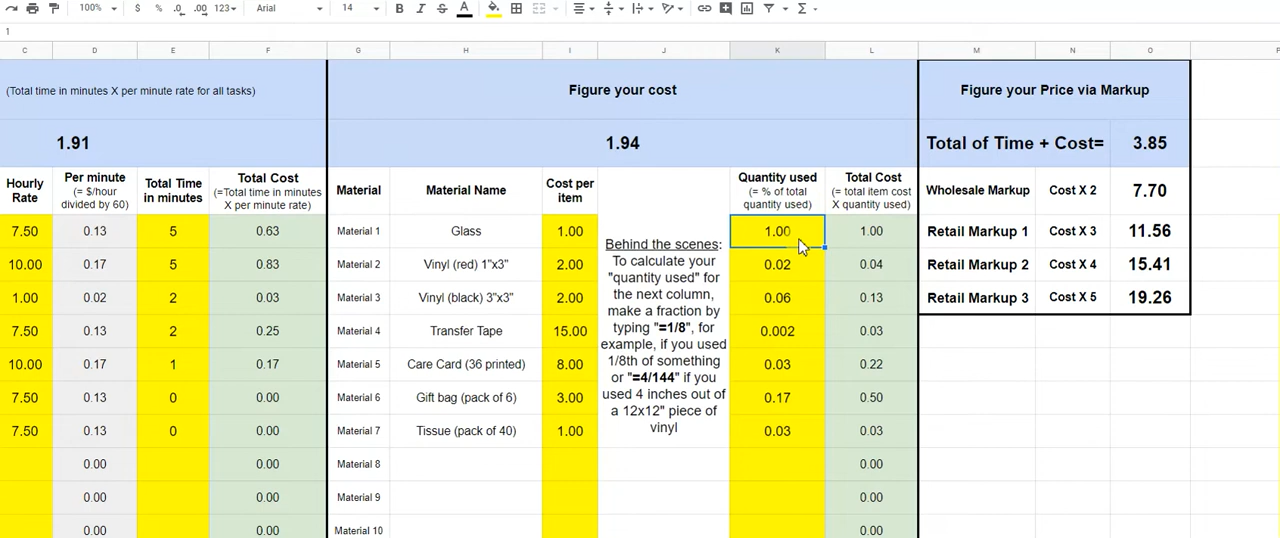 100% $ % .0 .00 123 Arial 14 B I S A
1
C D E F G H I J K L M N O P
(Total time in minutes X per minute rate for all tasks) Figure your cost Figure your Price via Markup
1.91 1.94 Total of Time + Cost= 3.85
Hourly Rate
Per minute
(= $/hour
divided by 60)
Total Time
in minutes
Total Cost
(=Total time in minutes
X per minute rate)
Material Material Name
Cost per
item
Quantity used
(= % of total
quantity used)
Total Cost
(= total item cost
X quantity used)
Wholesale Markup Cost X 2 7.70
7.50 0.13 5 0.63 Material 1 Glass 1.00 1.00 1.00 Retail Markup 1 Cost X 3 11.56
10.00 0.17 5 0.83 Material 2 Vinyl (red) 1"x3" 2.00 0.02 0.04 Retail Markup 2 Cost X 4 15.41
1.00 0.02 2 0.03 Material 3 Vinyl (black) 3"x3" 2.00 0.06 0.13 Retail Markup 3 Cost X 5 19.26
7.50 0.13 2 0.25 Material 4 Transfer Tape 15.00 0.002 0.03
10.00 0.17 1 0.17 Material 5 Care Card (36 printed) 8.00 0.03 0.22
7.50 0.13 0 0.00 Material 6 Gift bag (pack of 6) 3.00 0.17 0.50
7.50 0.13 0 0.00 Material 7 Tissue (pack of 40) 1.00 0.03 0.03
0.00 0.00 Material 8 0.00
0.00 0.00 Material 9 0.00
0.00 0.00 Material 10 0.00
Behind the scenes:
To calculate your
"quantity used" for
the next column,
make a fraction by
typing "=1/8", for
example, if you used
1/8th of something
or "=4/144" if you
used 4 inches out of
a 12x12" piece of
vinyl